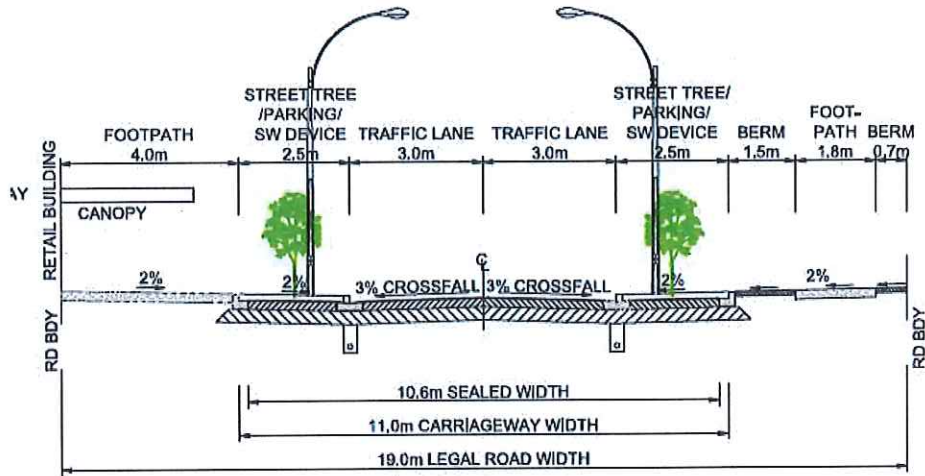 STREET TREE
/PARKING/
SW DEVICE
2.5m
STREET TREE/
PARKING/
SW DEVICE
2.5m
FOOTPATH
4.0m
TRAFFIC LANE
3.0m
TRAFFIC LANE
3.0m
BERM
1.5m
FOOT-
PATH
1.8m
BERM
0.7m
AY
RETAIL BUILDING
CANOPY
℄
2%
2%
3% CROSSFALL
3% CROSSFALL
2%
2%
RD BDY
RD BDY
10.6m SEALED WIDTH
11.0m CARRIAGEWAY WIDTH
19.0m LEGAL ROAD WIDTH